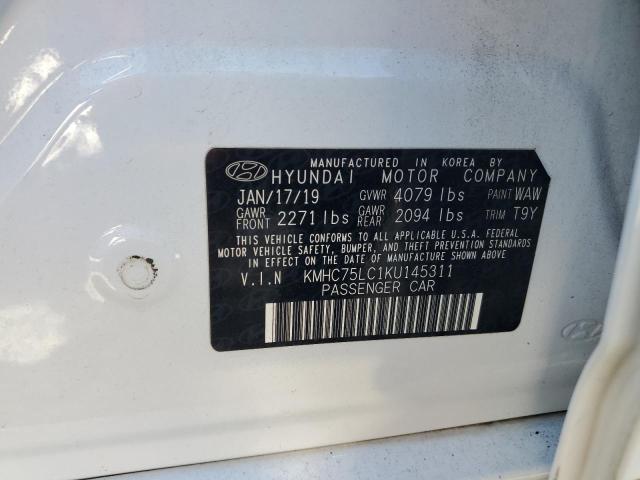 MANUFACTURED IN KOREA BY
HYUNDAI MOTOR COMPANY
JAN/17/19 GVWR 4079 lbs PAINT WAW
GAWR FRONT 2271 lbs GAWR REAR 2094 lbs TRIM T9Y
THIS VEHICLE CONFORMS TO ALL APPLICABLE U.S.A. FEDERAL
MOTOR VEHICLE SAFETY, BUMPER, AND THEFT PREVENTION STANDARDS
IN EFFECT ON THE DATE OF MANUFACTURE SHOWN ABOVE
V.I.N KMHC75LC1KU145311
PASSENGER CAR